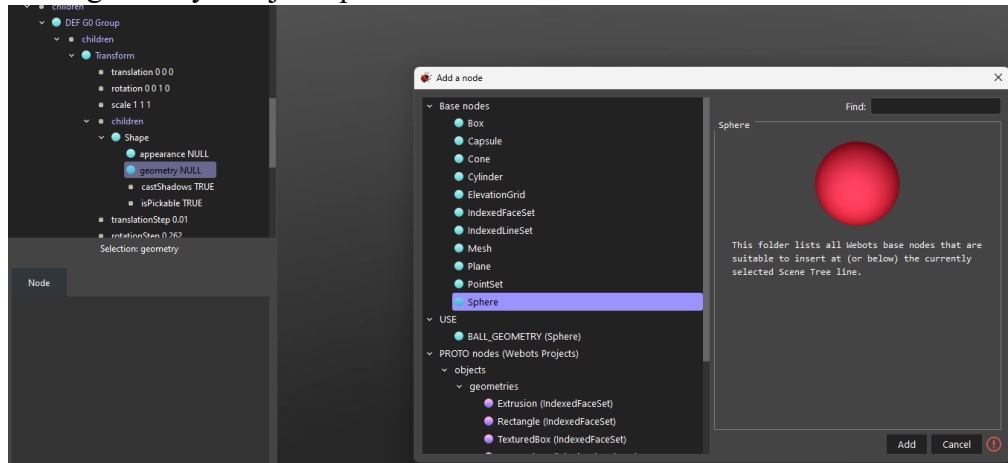 children
DEF G0 Group
children
Transform
translation 0 0 0
rotation 0 0 1 0
scale 1 1 1
children
Shape
appearance NULL
geometry NULL
castShadows TRUE
isPickable TRUE
translationStep 0.01
rotationStep 0.262
Selection: geometry
Node
Add a node
Base nodes
Box
Capsule
Cone
Cylinder
ElevationGrid
IndexedFaceSet
IndexedLineSet
Mesh
Plane
PointSet
Sphere
USE
BALL_GEOMETRY (Sphere)
PROTO nodes (Webots Projects)
objects
geometries
Extrusion (IndexedFaceSet)
Rectangle (IndexedFaceSet)
TexturedBox (IndexedFaceSet)
Find:
Sphere
This folder lists all Webots base nodes that are
suitable to insert at (or below) the currently
selected Scene Tree line.
Add
Cancel